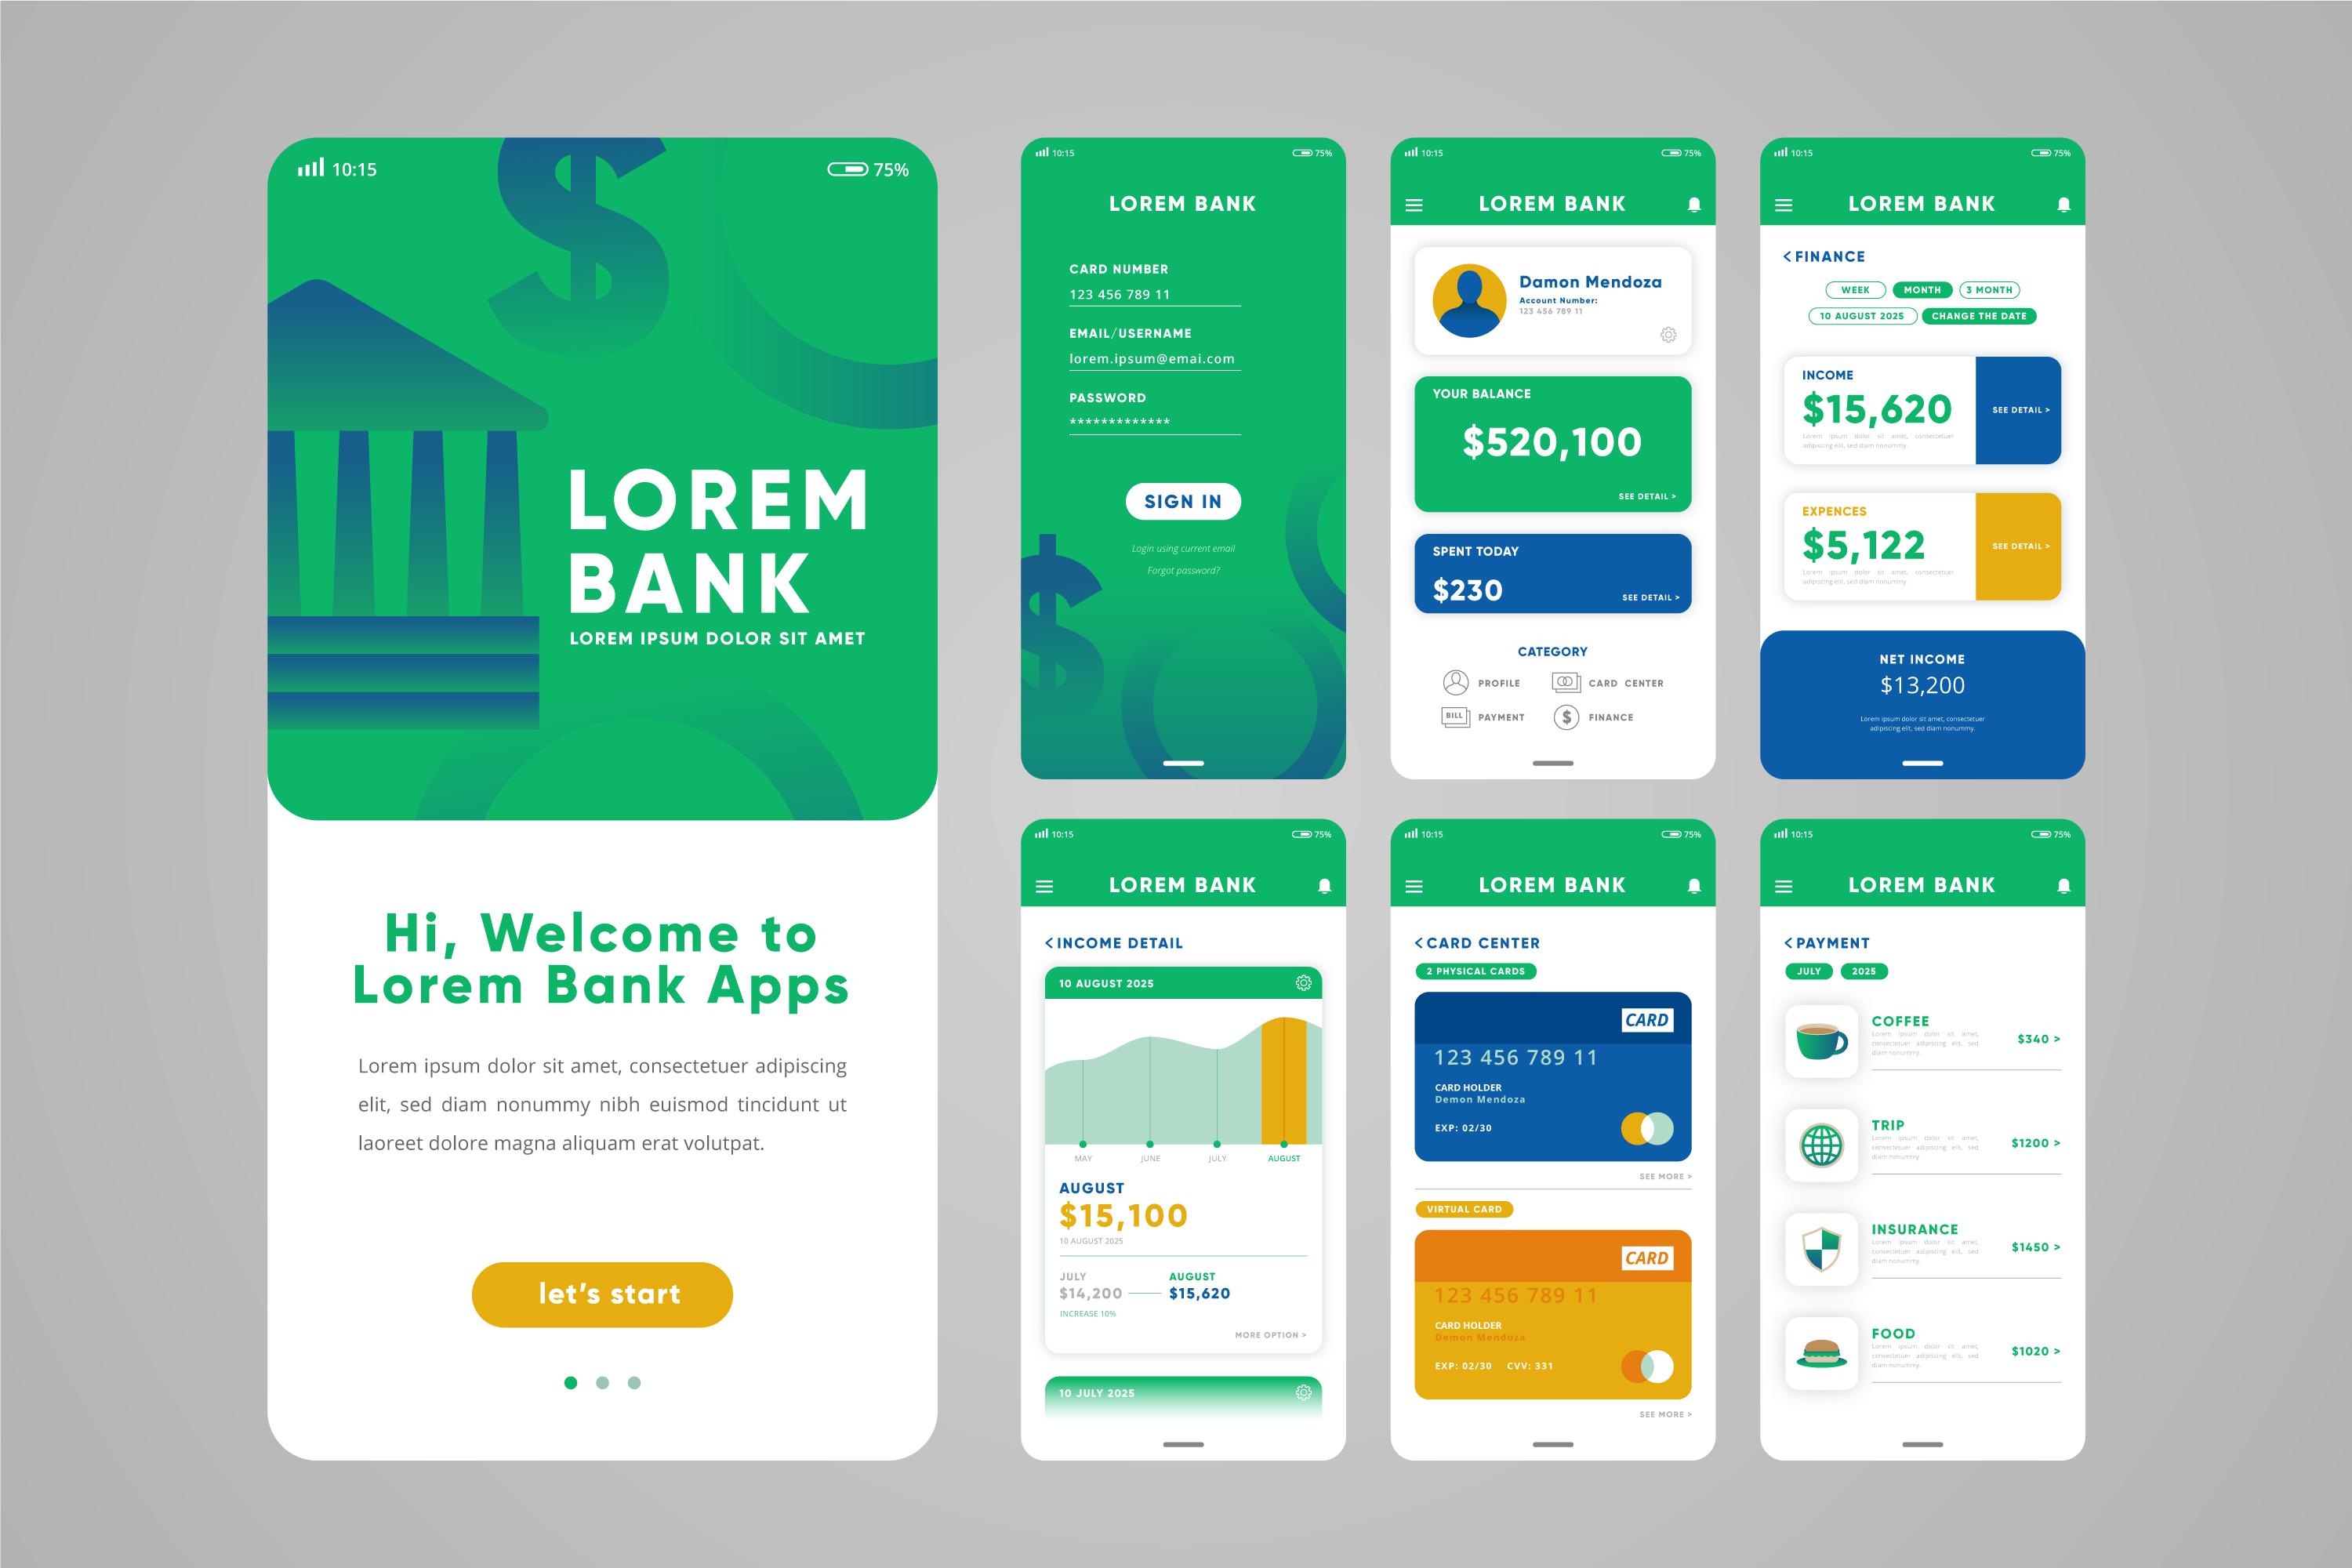 10:15
75%
LOREM
BANK
LOREM IPSUM DOLOR SIT AMET
Hi, Welcome to
Lorem Bank Apps
Lorem ipsum dolor sit amet, consectetuer adipiscing
elit, sed diam nonummy nibh euismod tincidunt ut
laoreet dolore magna aliquam erat volutpat.
let's start
10:15
75%
LOREM BANK
CARD NUMBER
123 456 789 11
EMAIL/USERNAME
lorem.ipsum@emai.com
PASSWORD
*************
SIGN IN
Login using current email
Forgot password?
10:15
75%
LOREM BANK
Damon Mendoza
Account Number:
123 456 789 11
YOUR BALANCE
$520,100
SEE DETAIL >
SPENT TODAY
$230
SEE DETAIL >
CATEGORY
PROFILE
CARD CENTER
BILL
PAYMENT
$
FINANCE
10:15
75%
LOREM BANK
< FINANCE
WEEK
MONTH
3 MONTH
10 AUGUST 2025
CHANGE THE DATE
INCOME
$15,620
Lorem ipsum dolor sit amet, consectetuer
adipiscing elit, sed diam nonummy.
SEE DETAIL >
EXPENCES
$5,122
Lorem ipsum dolor sit amet, consectetuer
adipiscing elit, sed diam nonummy.
SEE DETAIL >
NET INCOME
$13,200
Lorem ipsum dolor sit amet, consectetuer
adipiscing elit, sed diam nonummy.
10:15
75%
LOREM BANK
< INCOME DETAIL
10 AUGUST 2025
MAY
JUNE
JULY
AUGUST
AUGUST
$15,100
10 AUGUST 2025
JULY
AUGUST
$14,200
$15,620
INCREASE 10%
MORE OPTION >
10 JULY 2025
10:15
75%
LOREM BANK
< CARD CENTER
2 PHYSICAL CARDS
CARD
123 456 789 11
CARD HOLDER
Demon Mendoza
EXP: 02/30
SEE MORE >
VIRTUAL CARD
CARD
123 456 789 11
CARD HOLDER
Demon Mendoza
EXP: 02/30 CVV: 331
SEE MORE >
10:15
75%
LOREM BANK
< PAYMENT
JULY
2025
COFFEE
Lorem ipsum dolor sit amet,
consectetuer adipiscing elit, sed
diam nonummy.
$340 >
TRIP
Lorem ipsum dolor sit amet,
consectetuer adipiscing elit, sed
diam nonummy.
$1200 >
INSURANCE
Lorem ipsum dolor sit amet,
consectetuer adipiscing elit, sed
diam nonummy.
$1450 >
FOOD
Lorem ipsum dolor sit amet,
consectetuer adipiscing elit, sed
diam nonummy.
$1020 >